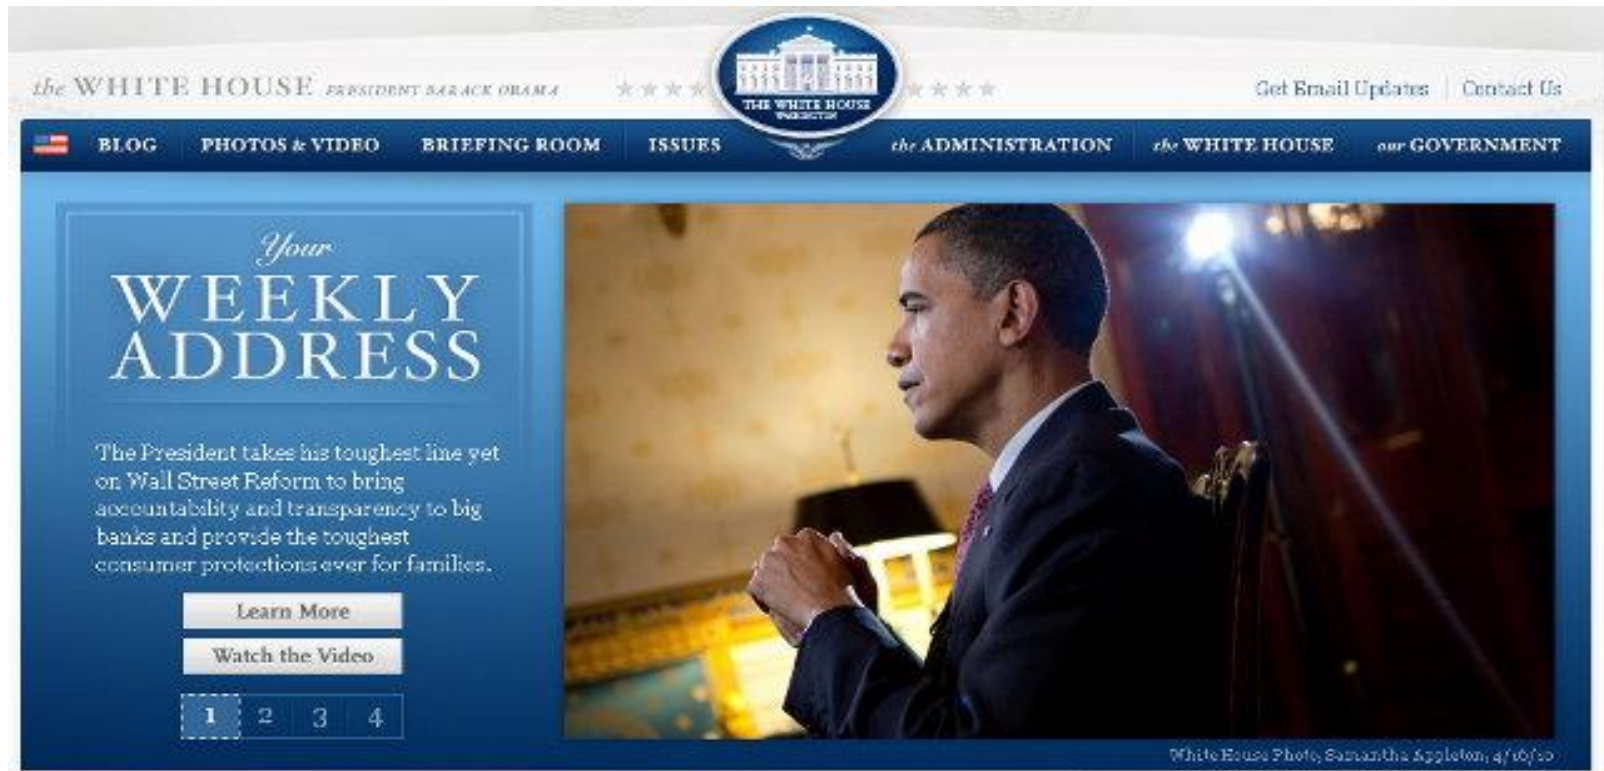 the WHITE HOUSE PRESIDENT BARACK OBAMA
THE WHITE HOUSE
WASHINGTON
Get Email Updates Contact Us
BLOG PHOTOS & VIDEO BRIEFING ROOM ISSUES the ADMINISTRATION the WHITE HOUSE our GOVERNMENT
Your
WEEKLY
ADDRESS
The President takes his toughest line yet
on Wall Street Reform to bring
accountability and transparency to big
banks and provide the toughest
consumer protections ever for families.
Learn More
Watch the Video
1 2 3 4
White House Photo, Samantha Appleton, 4/16/10